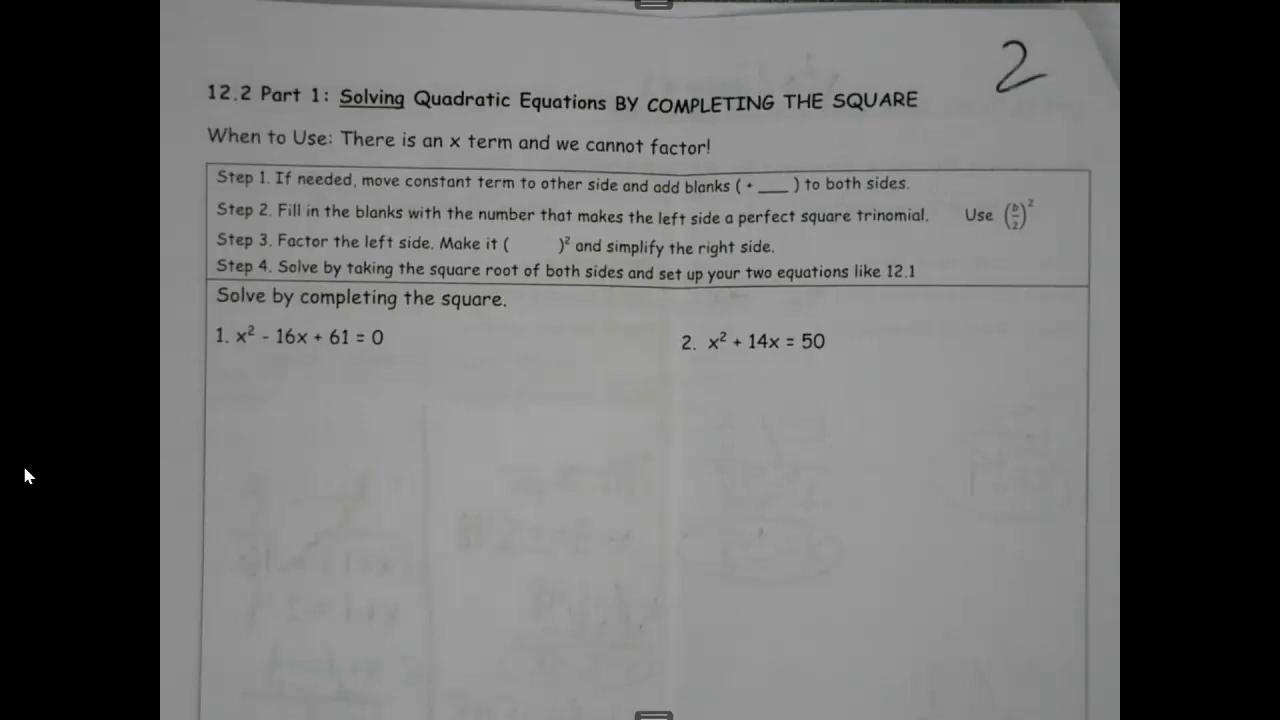 2
12.2 Part 1: Solving Quadratic Equations BY COMPLETING THE SQUARE
When to Use: There is an x term and we cannot factor!
Step 1. If needed, move constant term to other side and add blanks ( + ___ ) to both sides.
Step 2. Fill in the blanks with the number that makes the left side a perfect square trinomial. Use (b/2)²
Step 3. Factor the left side. Make it ( )² and simplify the right side.
Step 4. Solve by taking the square root of both sides and set up your two equations like 12.1
Solve by completing the square.
1. x² - 16x + 61 = 0
2. x² + 14x = 50